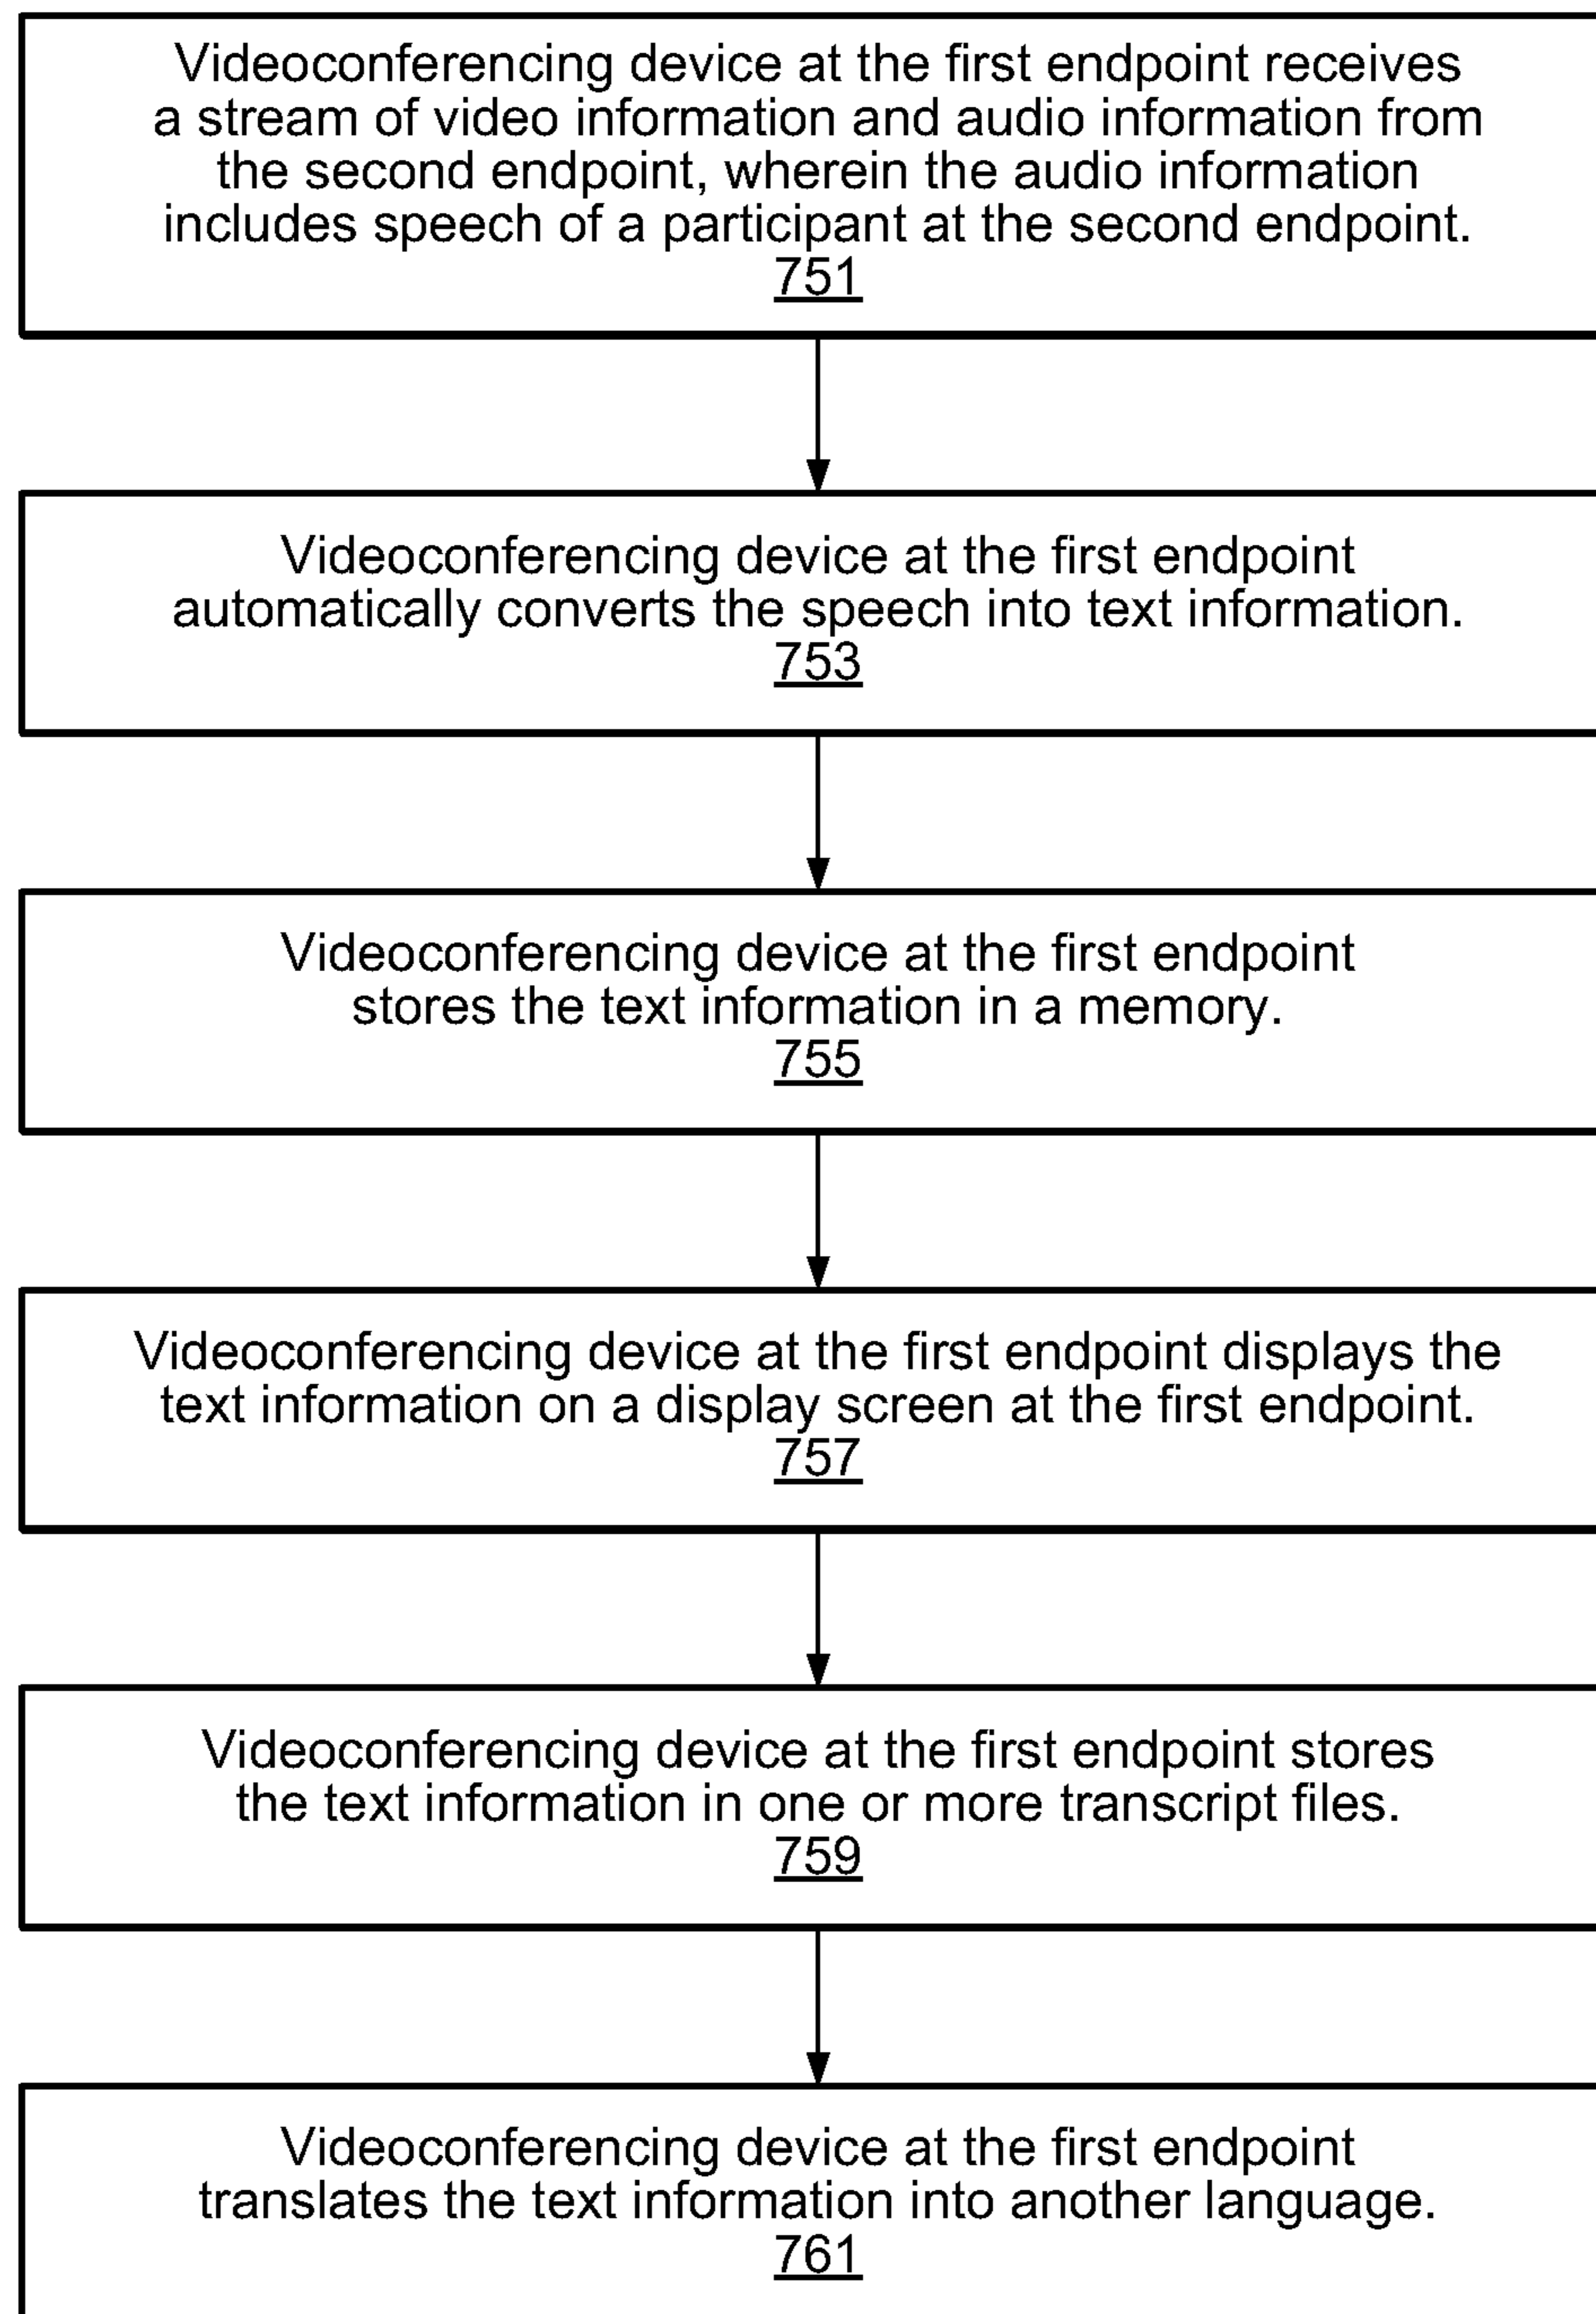 Videoconferencing device at the first endpoint receives
a stream of video information and audio information from
the second endpoint, wherein the audio information
includes speech of a participant at the second endpoint.
751
Videoconferencing device at the first endpoint
automatically converts the speech into text information.
753
Videoconferencing device at the first endpoint
stores the text information in a memory.
755
Videoconferencing device at the first endpoint displays the
text information on a display screen at the first endpoint.
757
Videoconferencing device at the first endpoint stores
the text information in one or more transcript files.
759
Videoconferencing device at the first endpoint
translates the text information into another language.
761